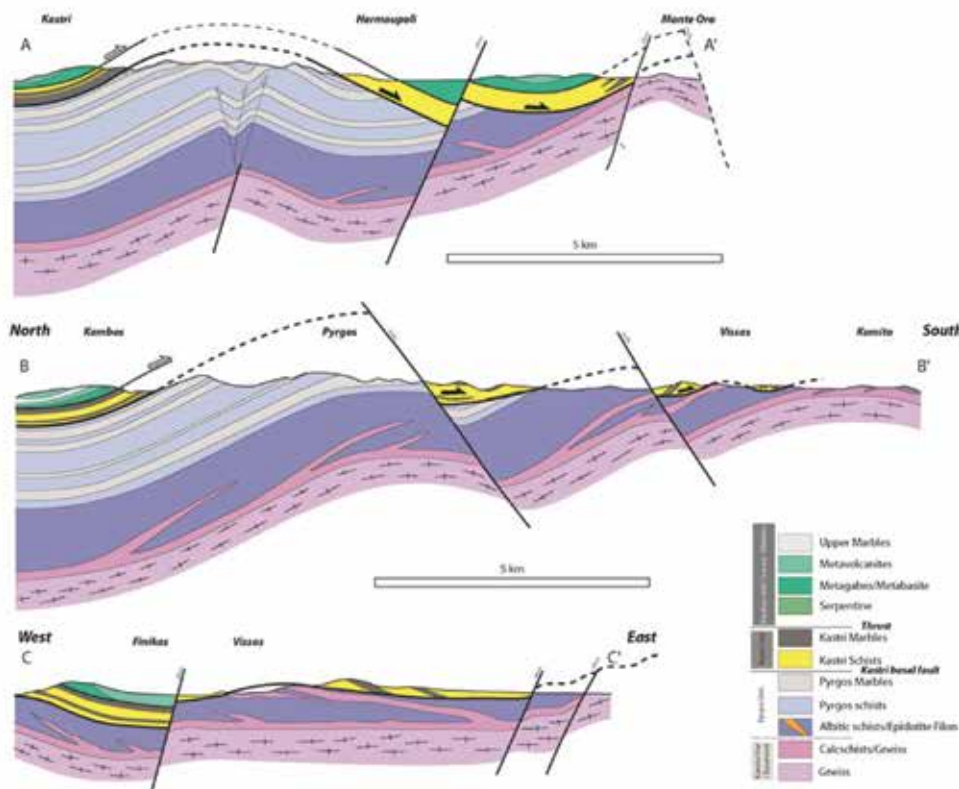 Kastri
Hermoupoli
Monte Ore
A
A'
5 km
North
Kambos
Pyrgos
Vissas
Komito
South
B
B'
5 km
West
Finikas
Vissas
East
C
C'
Upper Marbles
Metavolcanites
Metagabro/Metabasite
Serpentine
Thrust
Kastri Marbles
Kastri Schists
Kastri basal fault
Pyrgos Marbles
Pyrgos schists
Albitic schists/Epidotite Filon
Calcschists/Gneiss
Gneiss